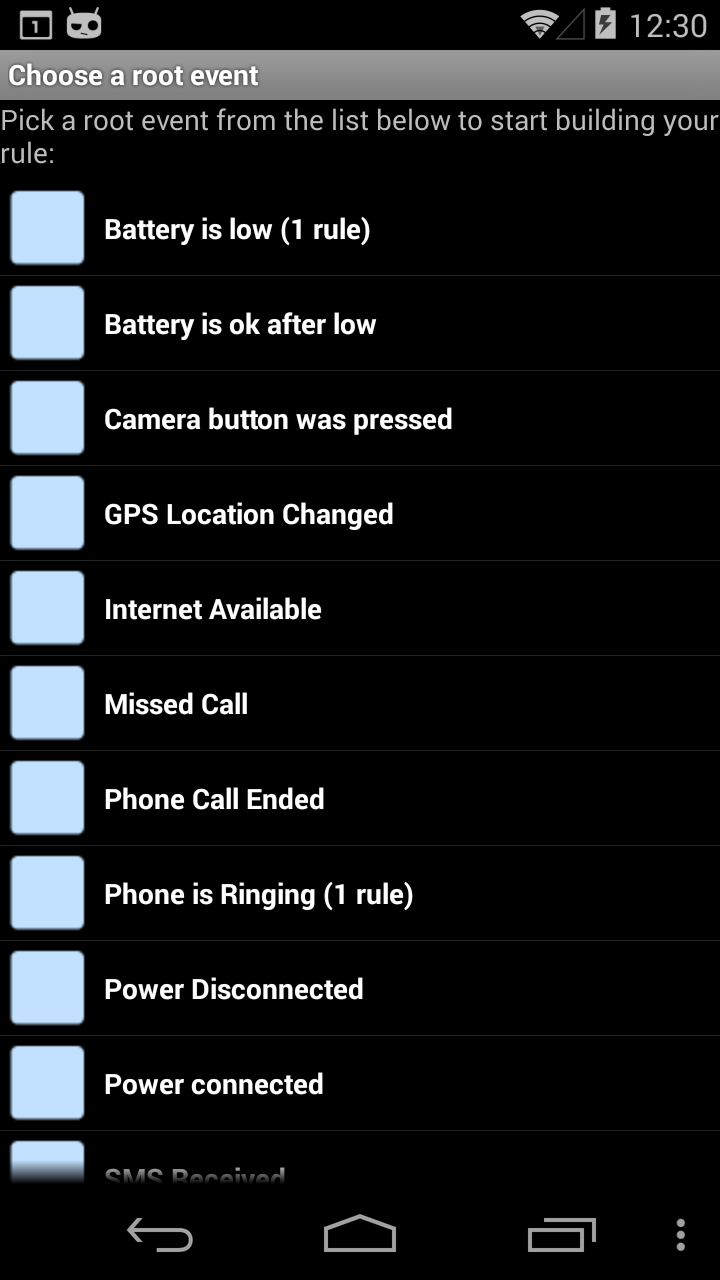 1
12:30
Choose a root event
Pick a root event from the list below to start building your
rule:
Battery is low (1 rule)
Battery is ok after low
Camera button was pressed
GPS Location Changed
Internet Available
Missed Call
Phone Call Ended
Phone is Ringing (1 rule)
Power Disconnected
Power connected
SMS Received